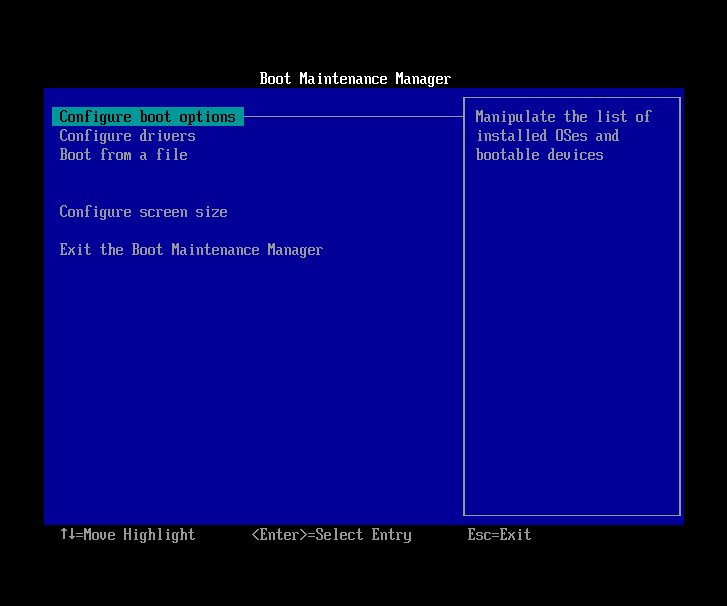 Boot Maintenance Manager
Configure boot options
Configure drivers
Boot from a file
Configure screen size
Exit the Boot Maintenance Manager
Manipulate the list of
installed OSes and
bootable devices
↑↓=Move Highlight <Enter>=Select Entry Esc=Exit